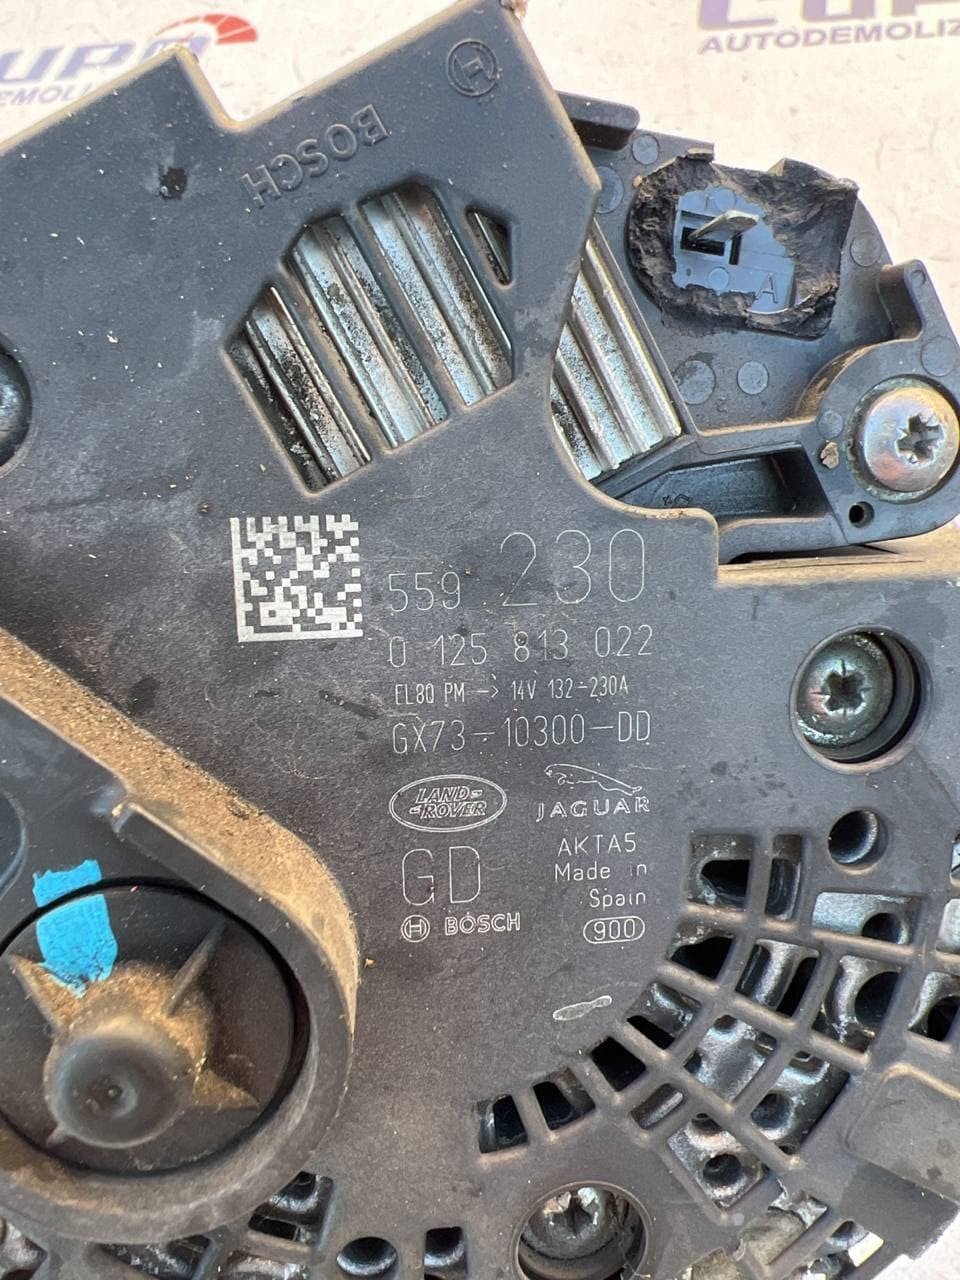 AUTODEMOLIZ
DEMOLI
BOSCH
A
559 230
0 125 813 022
EL80 PM -> 14V 132-230A
GX73-10300-DD
LAND-
-ROVER
JAGUAR
GD
AKTA5
Made in
Spain
BOSCH
900